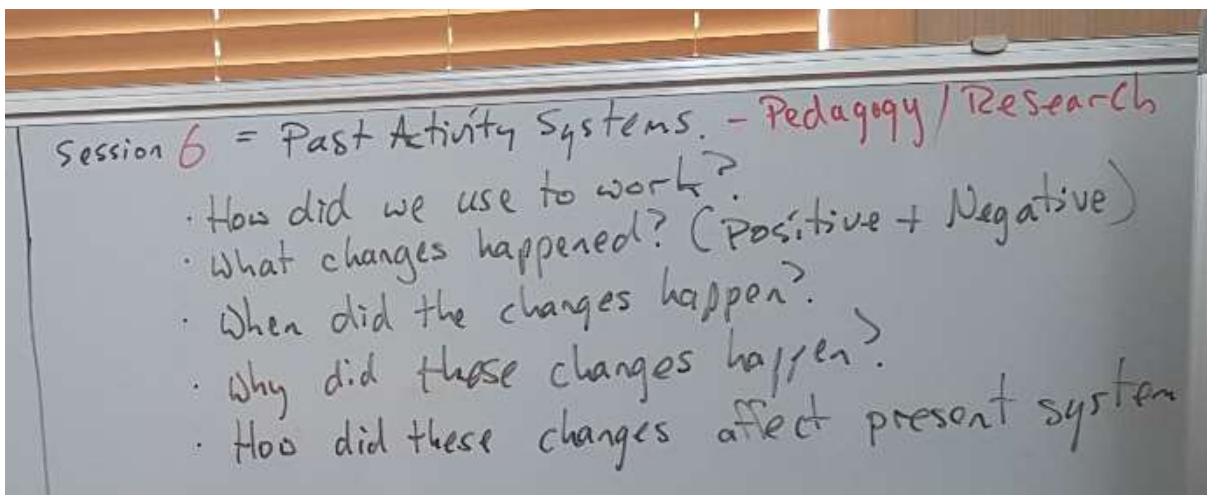 Session 6 = Past Activity Systems. - Pedagogy / Research
· How did we use to work?
· What changes happened? (Positive + Negative)
· When did the changes happen?
· Why did these changes happen?
· How did these changes affect present system